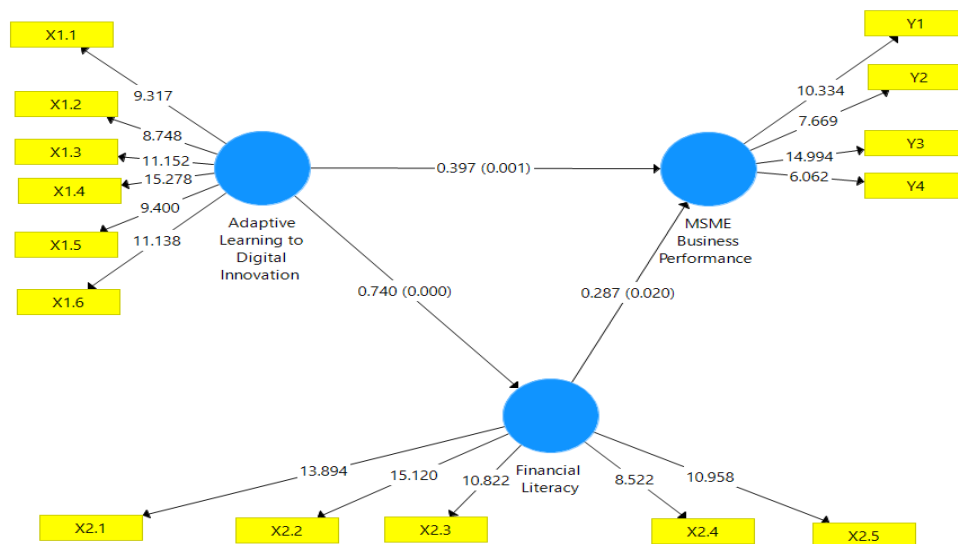 X1.1
Y1
9.317
10.334
Y2
X1.2
8.748
7.669
X1.3
11.152
14.994
Y3
0.397 (0.001)
X1.4
15.278
6.062
Y4
9.400
X1.5
11.138
Adaptive
Learning to
Digital
Innovation
MSME
Business
Performance
X1.6
0.740 (0.000)
0.287 (0.020)
13.894
15.120
10.822
Financial
Literacy
8.522
10.958
X2.1
X2.2
X2.3
X2.4
X2.5